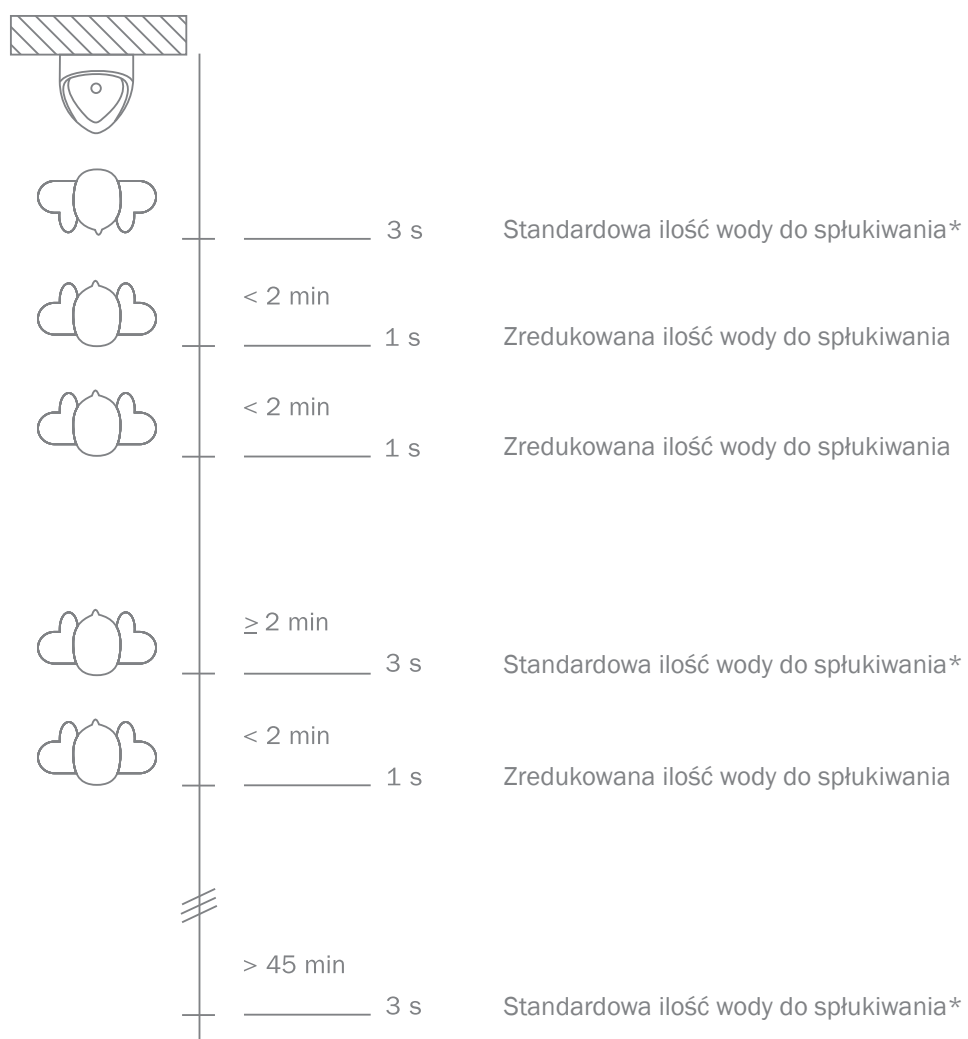 3 s Standardowa ilość wody do spłukiwania*
< 2 min
1 s Zredukowana ilość wody do spłukiwania
< 2 min
1 s Zredukowana ilość wody do spłukiwania
≥ 2 min
3 s Standardowa ilość wody do spłukiwania*
< 2 min
1 s Zredukowana ilość wody do spłukiwania
> 45 min
3 s Standardowa ilość wody do spłukiwania*